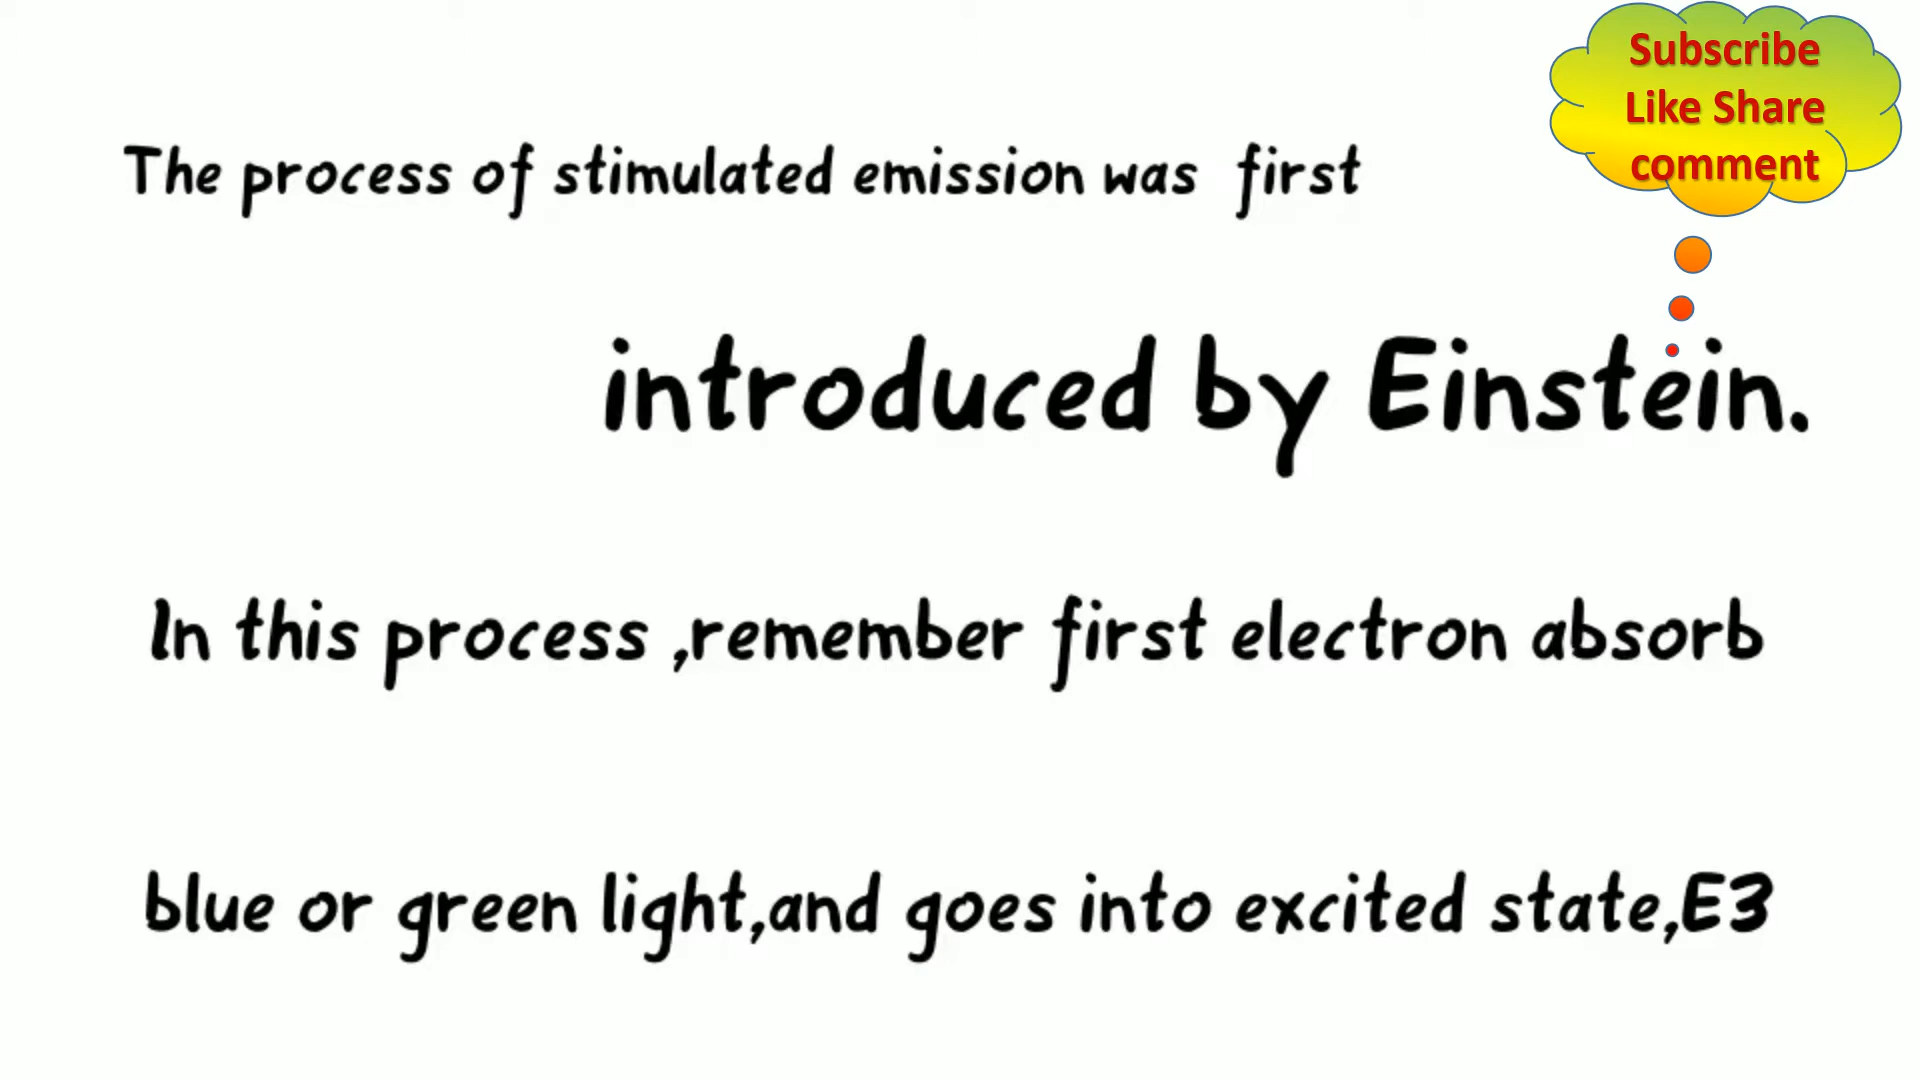 Subscribe
Like Share
comment
The process of stimulated emission was first
introduced by Einstein.
In this process ,remember first electron absorb
blue or green light,and goes into excited state,E3